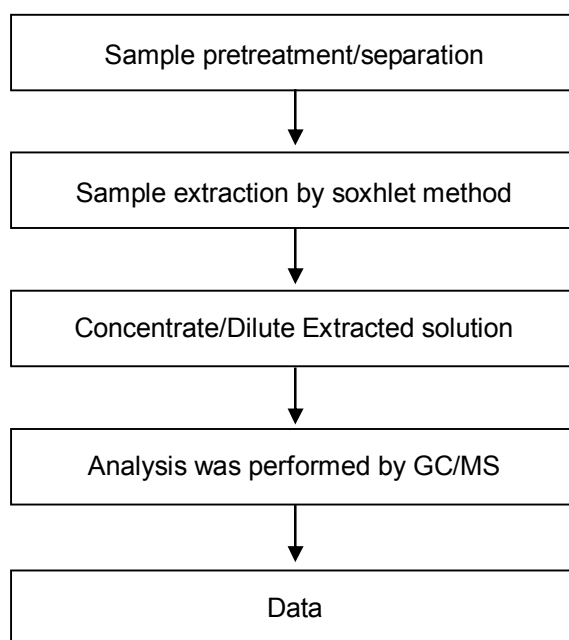 Sample pretreatment/separation
Sample extraction by soxhlet method
Concentrate/Dilute Extracted solution
Analysis was performed by GC/MS
Data